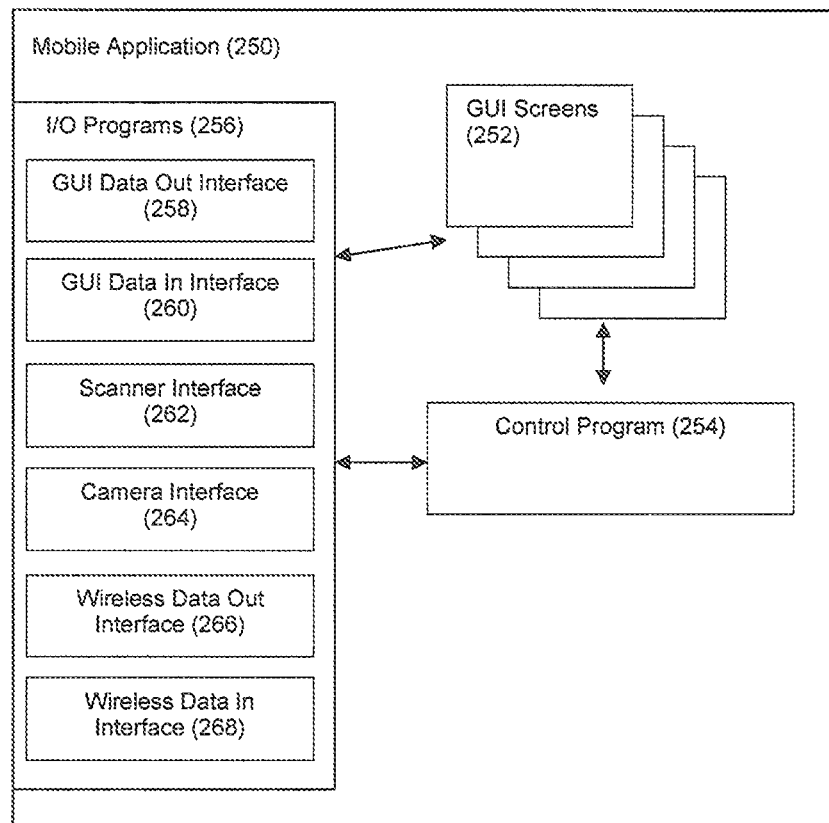 Mobile Application (250)
I/O Programs (256)
GUI Data Out Interface
(258)
GUI Data In Interface
(260)
Scanner Interface
(262)
Camera Interface
(264)
Wireless Data Out
Interface (266)
Wireless Data In
Interface (268)
GUI Screens
(252)
Control Program (254)